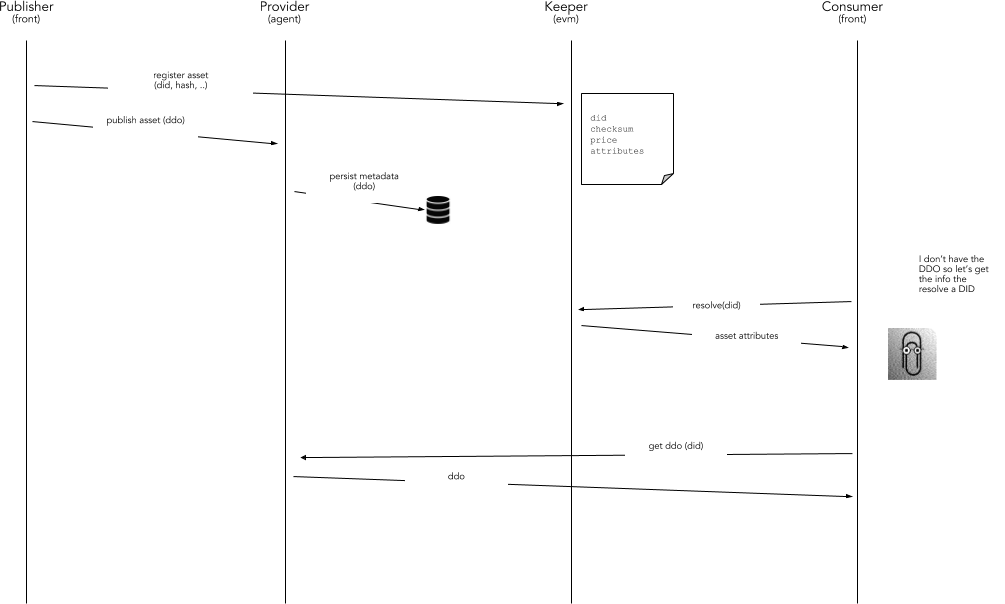 Publisher
(front)
Provider
(agent)
Keeper
(evm)
Consumer
(front)
register asset
(did, hash, ..)
publish asset (ddo)
did
checksum
price
attributes
persist metadata
(ddo)
I don't have the
DDO so let's get
the info the
resolve a DID
resolve(did)
asset attributes
get ddo (did)
ddo